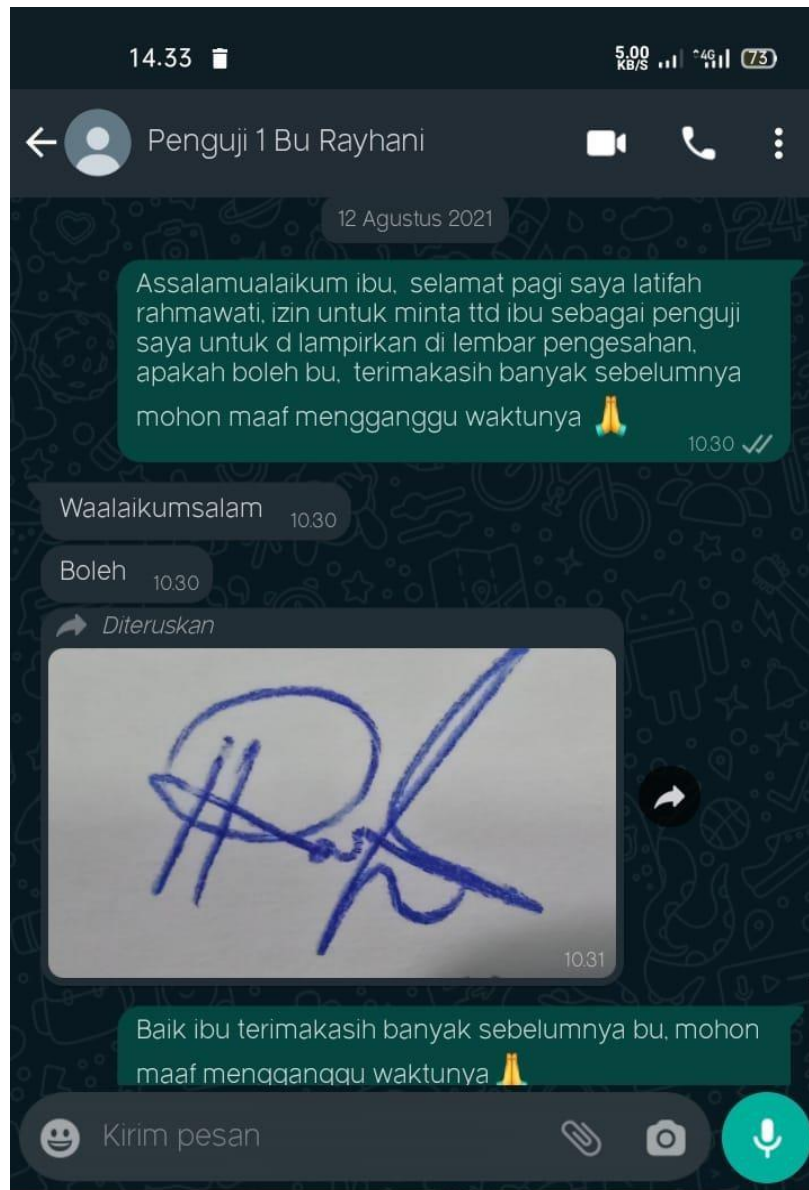 14.33
5.00 KB/S 4G 73
Penguji 1 Bu Rayhani
12 Agustus 2021
Assalamualaikum ibu, selamat pagi saya latifah
rahmawati, izin untuk minta ttd ibu sebagai penguji
saya untuk d lampirkan di lembar pengesahan,
apakah boleh bu, terimakasih banyak sebelumnya
mohon maaf mengganggu waktunya 🙏
10.30
Waalaikumsalam 10.30
Boleh 10.30
Diteruskan
10.31
Baik ibu terimakasih banyak sebelumnya bu, mohon
maaf mengganggu waktunya 🙏
Kirim pesan